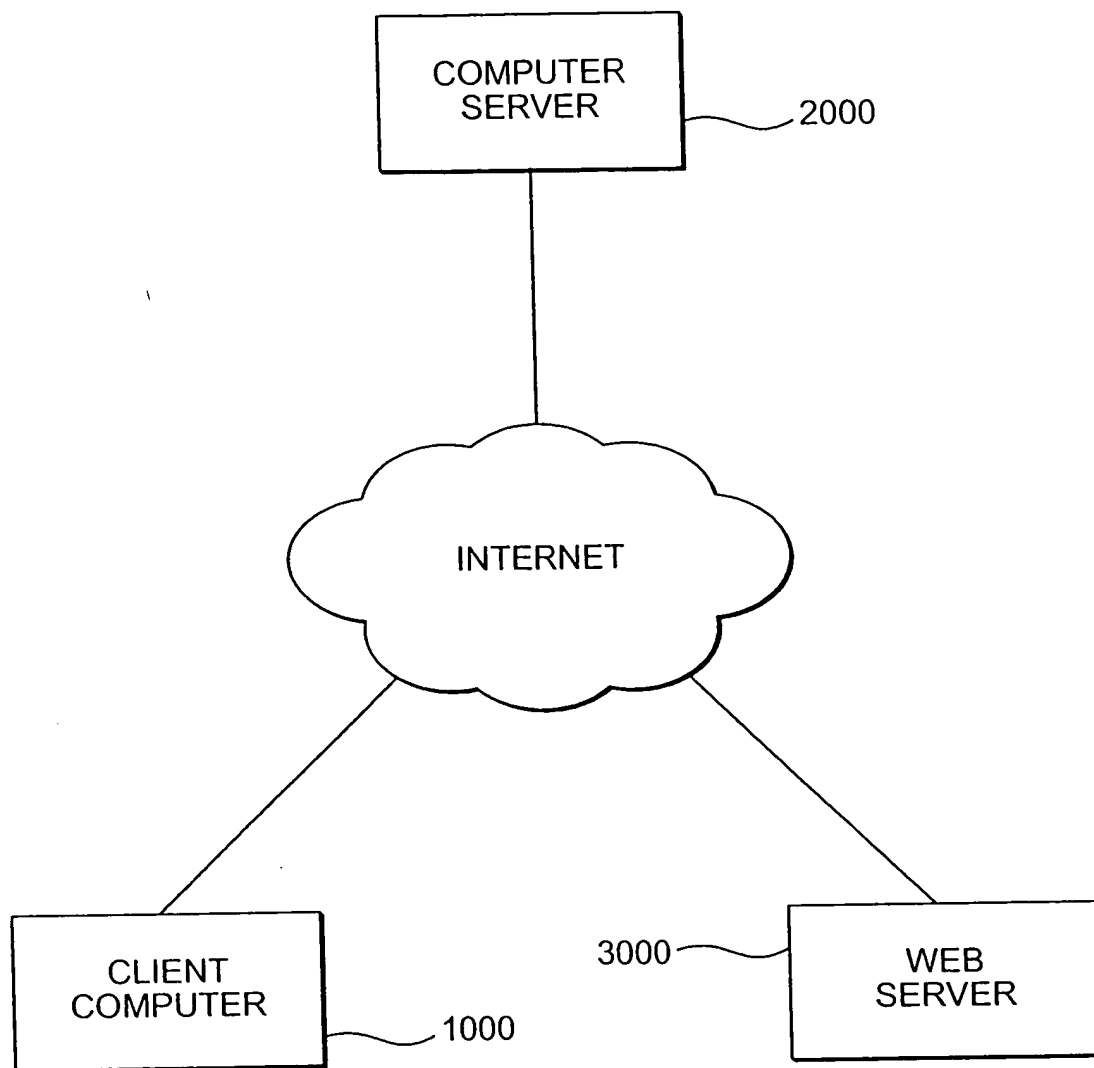 COMPUTER
SERVER
2000
INTERNET
CLIENT
COMPUTER
1000
3000
WEB
SERVER